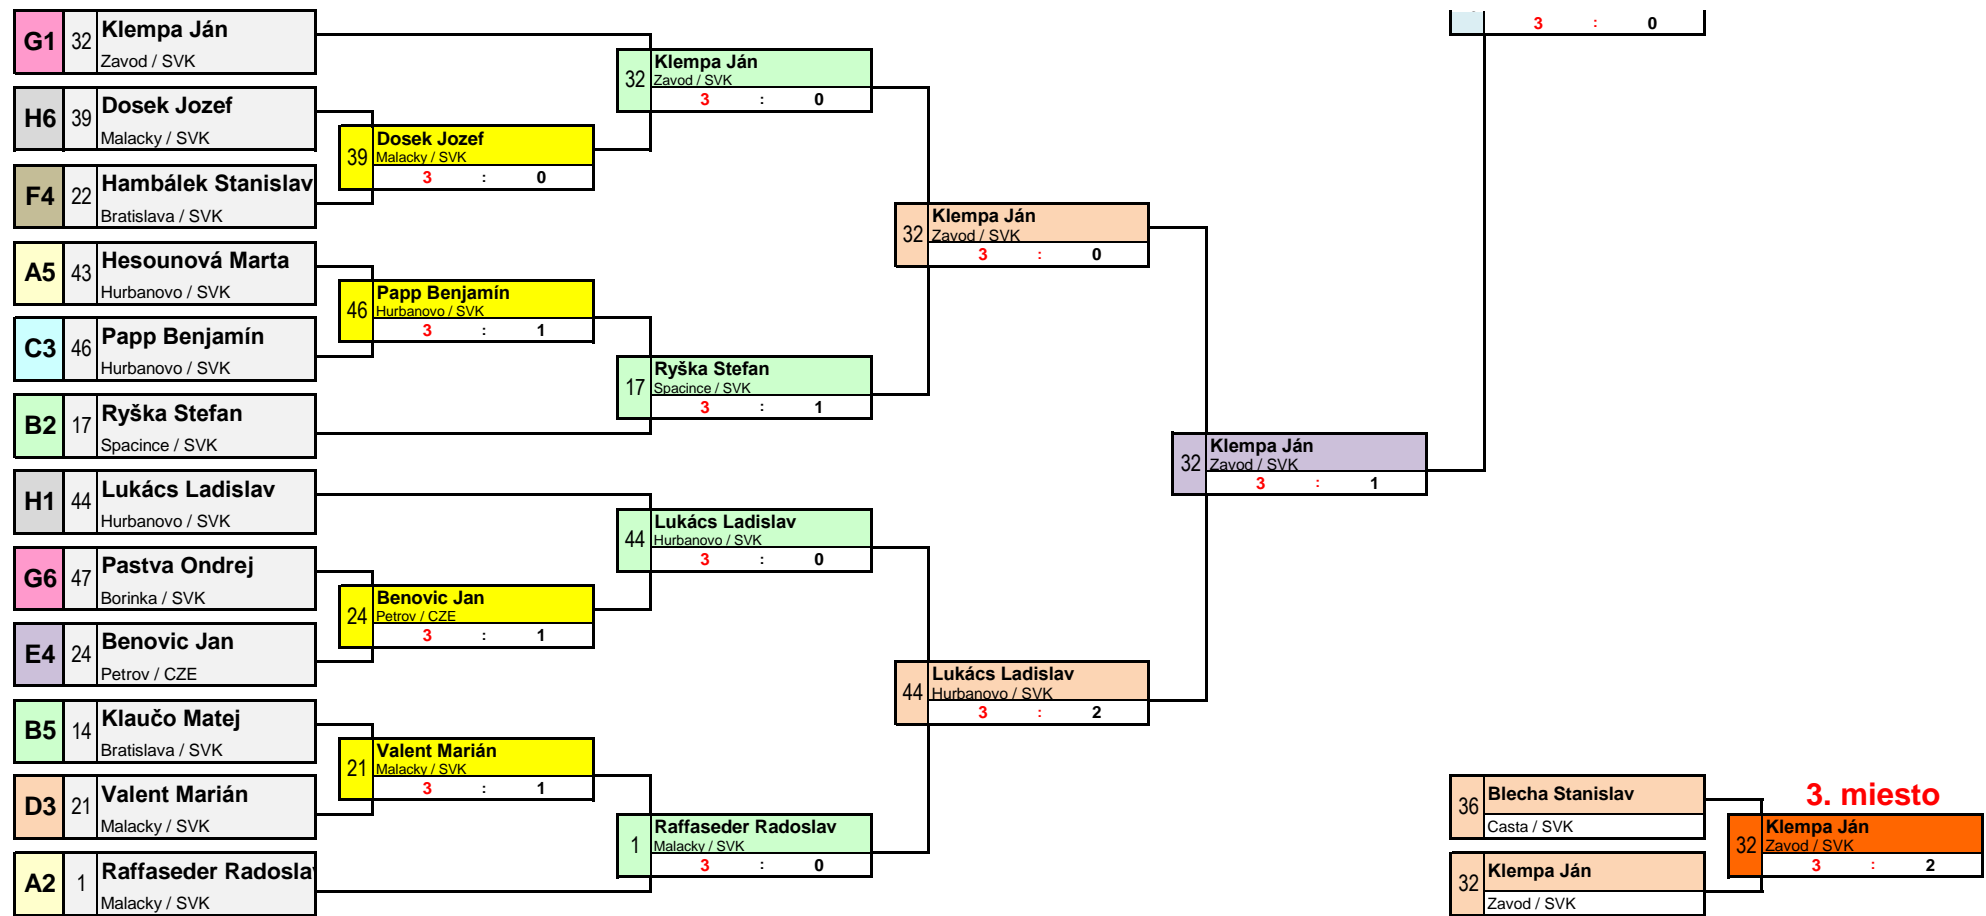 G1 32 Klempa Ján
Zavod / SVK
H6 39 Dosek Jozef
Malacky / SVK
F4 22 Hambálek Stanislav
Bratislava / SVK
A5 43 Hesounová Marta
Hurbanovo / SVK
C3 46 Papp Benjamín
Hurbanovo / SVK
B2 17 Ryška Stefan
Spacince / SVK
H1 44 Lukács Ladislav
Hurbanovo / SVK
G6 47 Pastva Ondrej
Borinka / SVK
E4 24 Benovic Jan
Petrov / CZE
B5 14 Klaučo Matej
Bratislava / SVK
D3 21 Valent Marián
Malacky / SVK
A2 1 Raffaseder Radoslav
Malacky / SVK
39 Dosek Jozef
Malacky / SVK
3 : 0
46 Papp Benjamín
Hurbanovo / SVK
3 : 1
24 Benovic Jan
Petrov / CZE
3 : 1
21 Valent Marián
Malacky / SVK
3 : 1
32 Klempa Ján
Zavod / SVK
3 : 0
17 Ryška Stefan
Spacince / SVK
3 : 1
44 Lukács Ladislav
Hurbanovo / SVK
3 : 0
1 Raffaseder Radoslav
Malacky / SVK
3 : 0
32 Klempa Ján
Zavod / SVK
3 : 0
44 Lukács Ladislav
Hurbanovo / SVK
3 : 2
32 Klempa Ján
Zavod / SVK
3 : 1
3 : 0
36 Blecha Stanislav
Casta / SVK
32 Klempa Ján
Zavod / SVK
3. miesto
32 Klempa Ján
Zavod / SVK
3 : 2